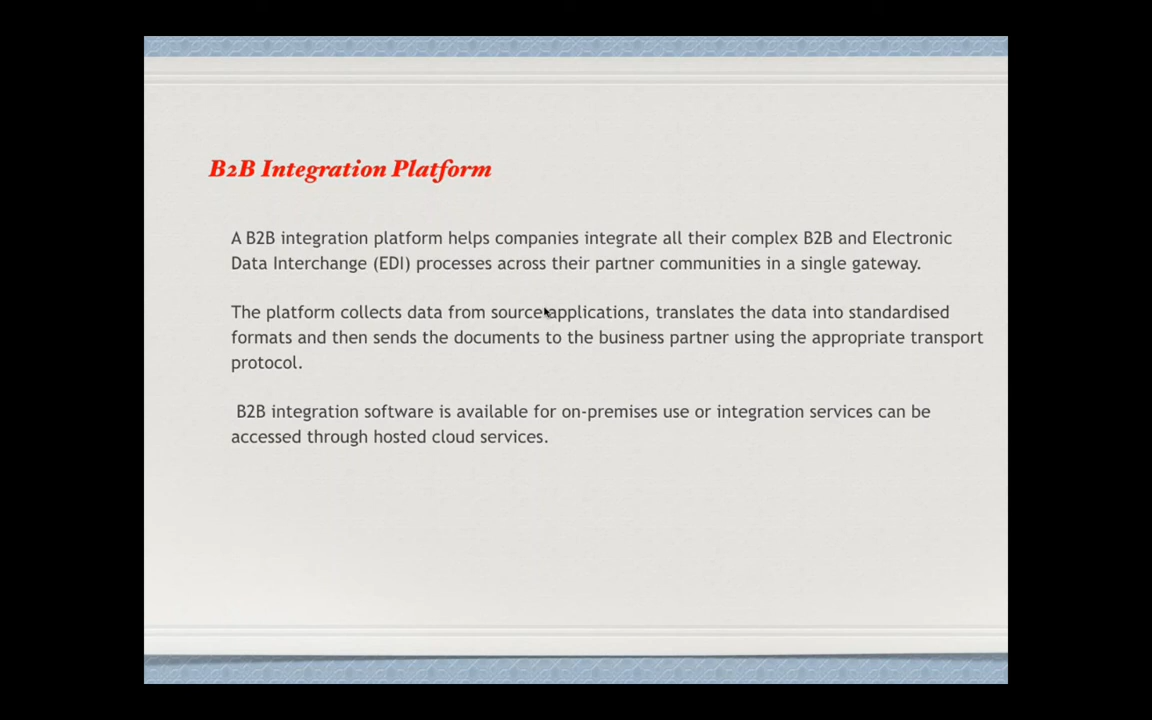 B2B Integration Platform
A B2B integration platform helps companies integrate all their complex B2B and Electronic
Data Interchange (EDI) processes across their partner communities in a single gateway.
The platform collects data from source applications, translates the data into standardised
formats and then sends the documents to the business partner using the appropriate transport
protocol.
B2B integration software is available for on-premises use or integration services can be
accessed through hosted cloud services.